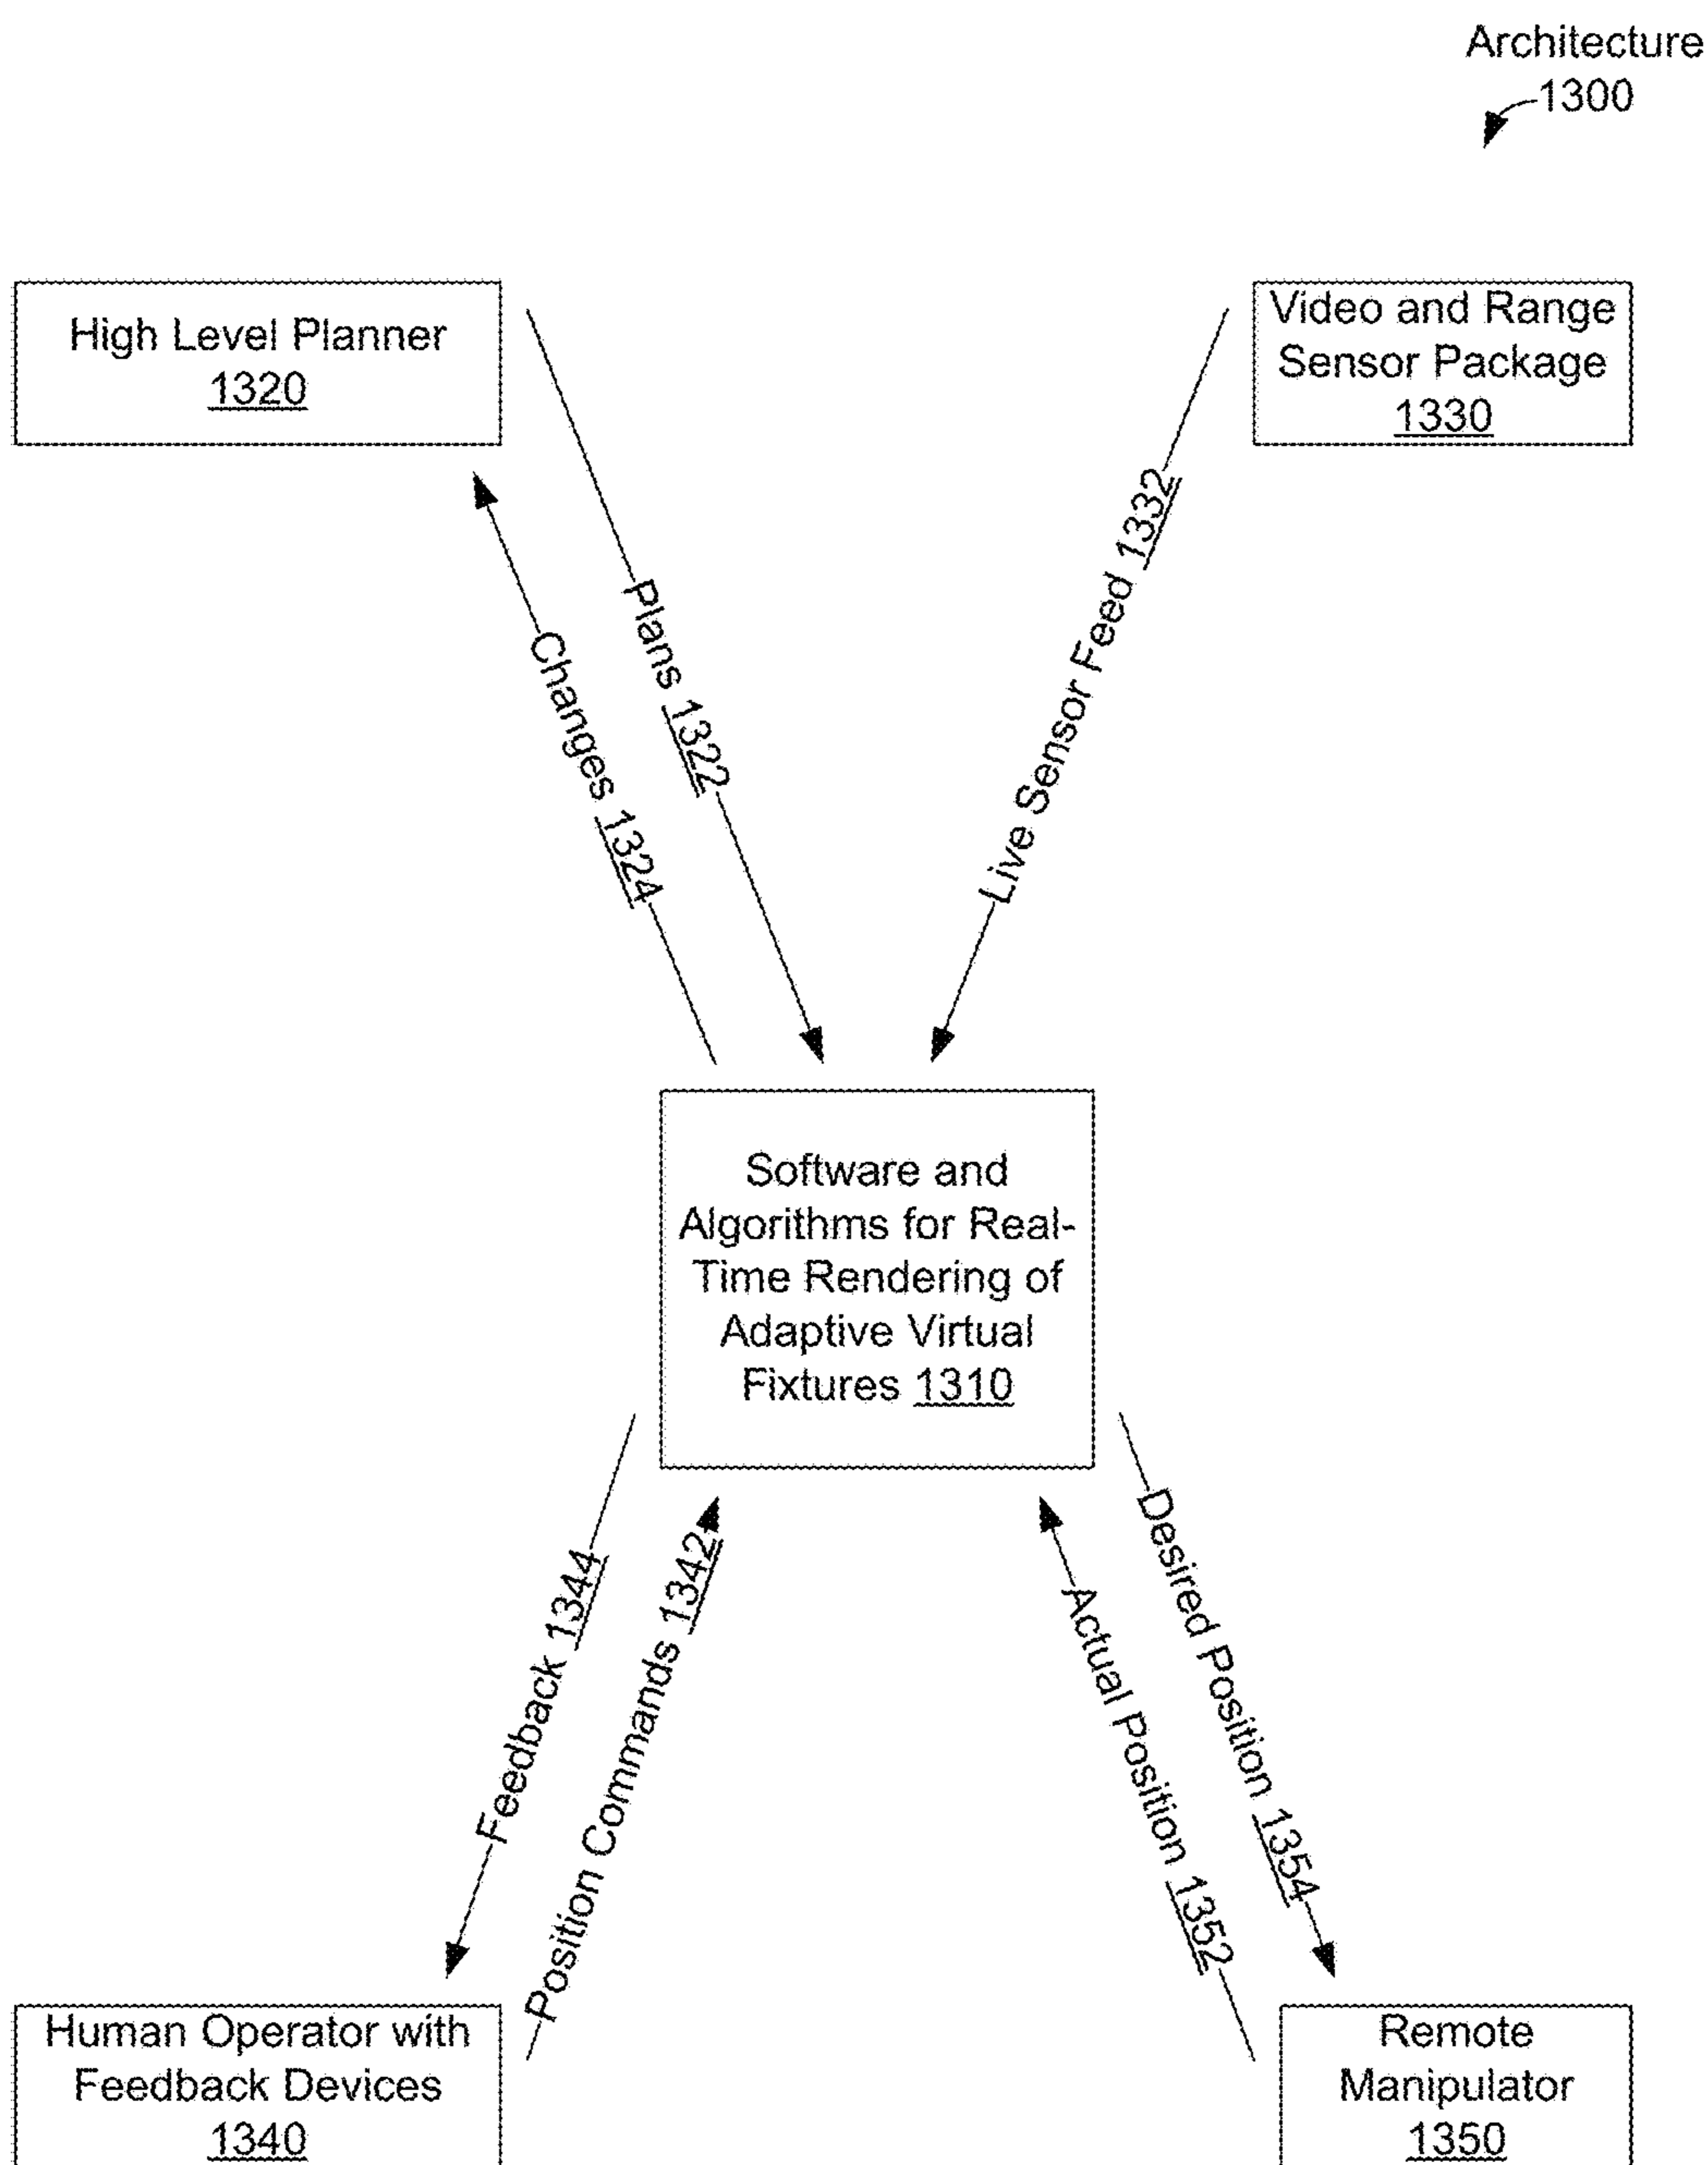 Architecture
1300
High Level Planner
1320
Video and Range
Sensor Package
1330
Plans 1322
Changes 1324
Live Sensor Feed 1332
Software and
Algorithms for Real-
Time Rendering of
Adaptive Virtual
Fixtures 1310
Feedback 1344
Position Commands 1342
Actual Position 1352
Desired Position 1354
Human Operator with
Feedback Devices
1340
Remote
Manipulator
1350